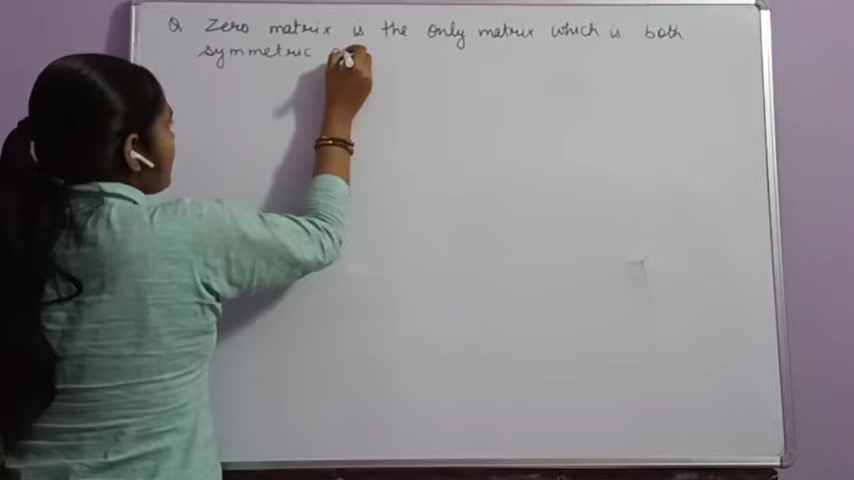 Q Zero matrix is the only matrix which is both
symmetric